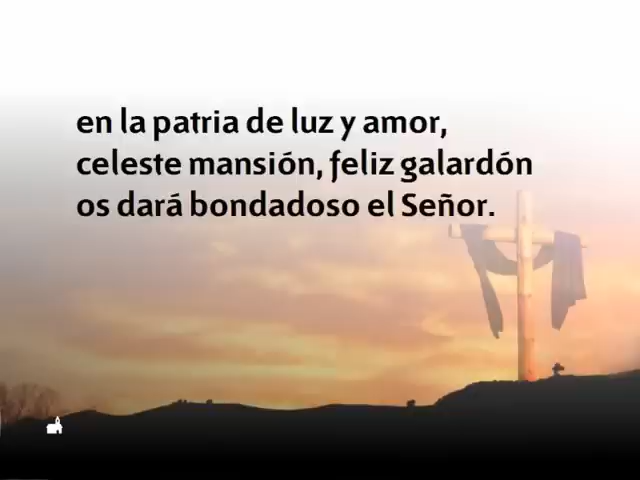 en la patria de luz y amor,
celeste mansión, feliz galardón
os dará bondadoso el Señor.